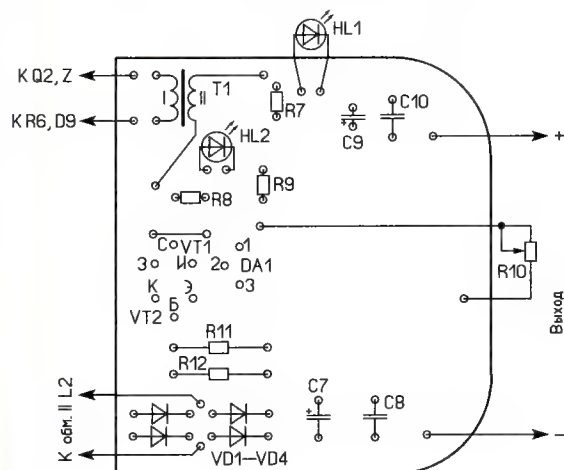 HL1
К Q2, Z
I
II
T1
К R6, D9
R7
C9
C10
HL2
+
R8
R9
С
VT1
1
З
И
2
DA1
К
Э
3
Б
VT2
R10
Выход
R11
R12
К обм. II L2
C7
C8
+
+
VD1—VD4
−